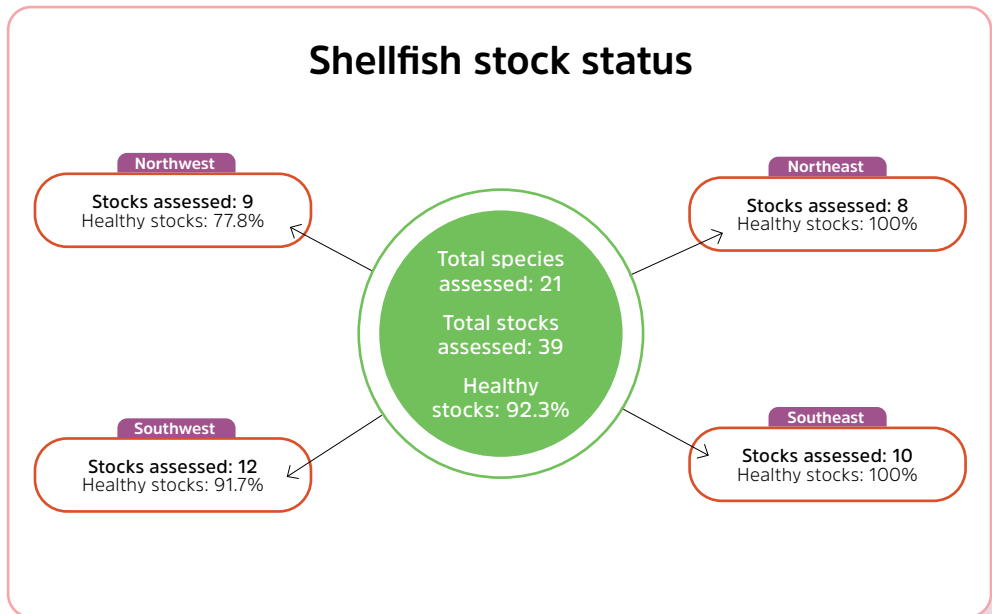 Shellfish stock status
Northwest
Stocks assessed: 9
Healthy stocks: 77.8%
Northeast
Stocks assessed: 8
Healthy stocks: 100%
Total species
assessed: 21
Total stocks
assessed: 39
Healthy
stocks: 92.3%
Southwest
Stocks assessed: 12
Healthy stocks: 91.7%
Southeast
Stocks assessed: 10
Healthy stocks: 100%